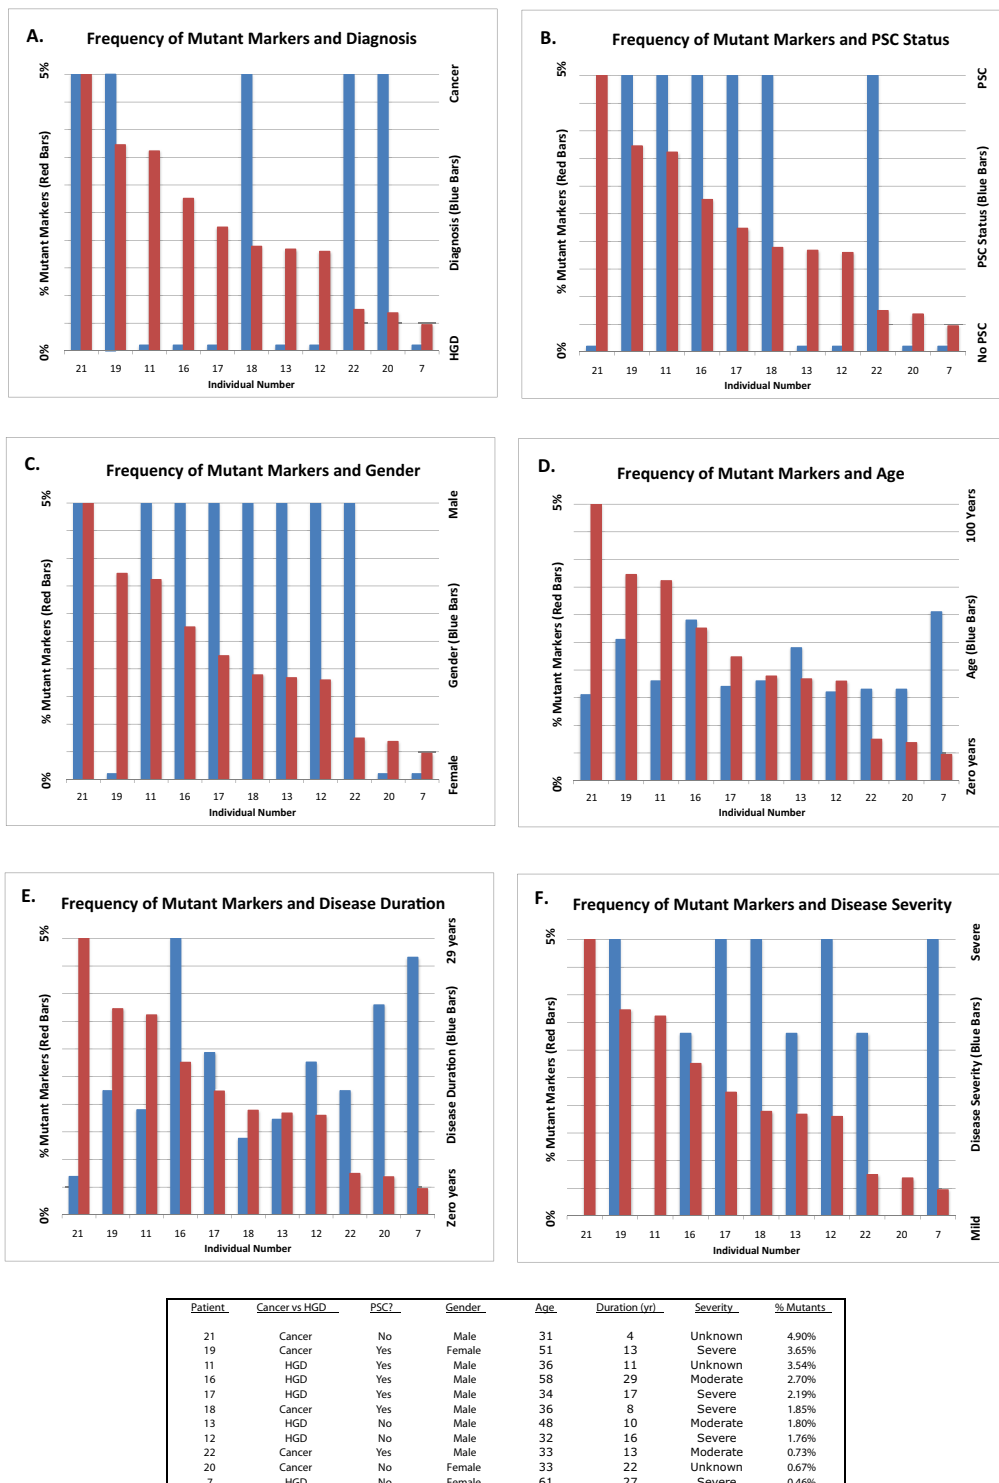 A.
Frequency of Mutant Markers and Diagnosis
5%
% Mutant Markers (Red Bars)
0%
Cancer
Diagnosis (Blue Bars)
HGD
21 19 11 16 17 18 13 12 22 20 7
Individual Number
B.
Frequency of Mutant Markers and PSC Status
5%
% Mutant Markers (Red Bars)
0%
PSC
PSC Status (Blue Bars)
No PSC
21 19 11 16 17 18 13 12 22 20 7
Individual Number
C.
Frequency of Mutant Markers and Gender
5%
% Mutant Markers (Red Bars)
0%
Male
Gender (Blue Bars)
Female
21 19 11 16 17 18 13 12 22 20 7
Individual Number
D.
Frequency of Mutant Markers and Age
5%
% Mutant Markers (Red Bars)
0%
100 Years
Age (Blue Bars)
Zero years
21 19 11 16 17 18 13 12 22 20 7
Individual Number
E.
Frequency of Mutant Markers and Disease Duration
5%
% Mutant Markers (Red Bars)
0%
29 years
Disease Duration (Blue Bars)
Zero years
21 19 11 16 17 18 13 12 22 20 7
Individual Number
F.
Frequency of Mutant Markers and Disease Severity
5%
% Mutant Markers (Red Bars)
0%
Severe
Disease Severity (Blue Bars)
Mild
21 19 11 16 17 18 13 12 22 20 7
Individual Number
Patient Cancer vs HGD PSC? Gender Age Duration (yr) Severity % Mutants
21 Cancer No Male 31 4 Unknown 4.90%
19 Cancer Yes Female 51 13 Severe 3.65%
11 HGD Yes Male 36 11 Unknown 3.54%
16 HGD Yes Male 58 29 Moderate 2.70%
17 HGD Yes Male 34 17 Severe 2.19%
18 Cancer Yes Male 36 8 Severe 1.85%
13 HGD No Male 48 10 Moderate 1.80%
12 HGD No Male 32 16 Severe 1.76%
22 Cancer Yes Male 33 13 Moderate 0.73%
20 Cancer No Female 33 22 Unknown 0.67%
7 HGD No Female 61 27 Severe 0.46%